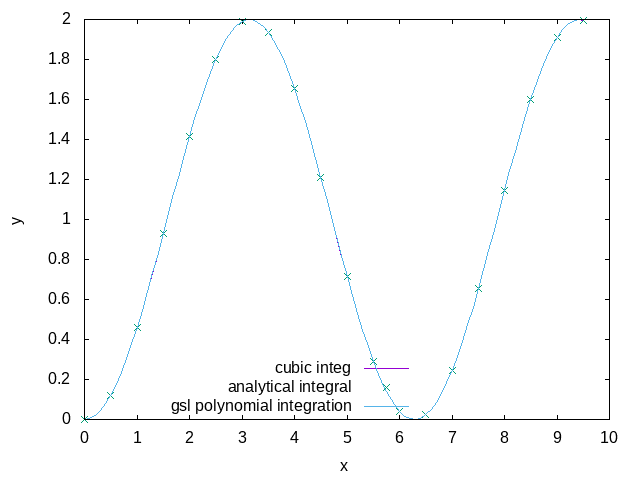 2
1.8
1.6
1.4
1.2
1
0.8
0.6
0.4
0.2
0
y
cubic integ
analytical integral
gsl polynomial integration
0 1 2 3 4 5 6 7 8 9 10
x